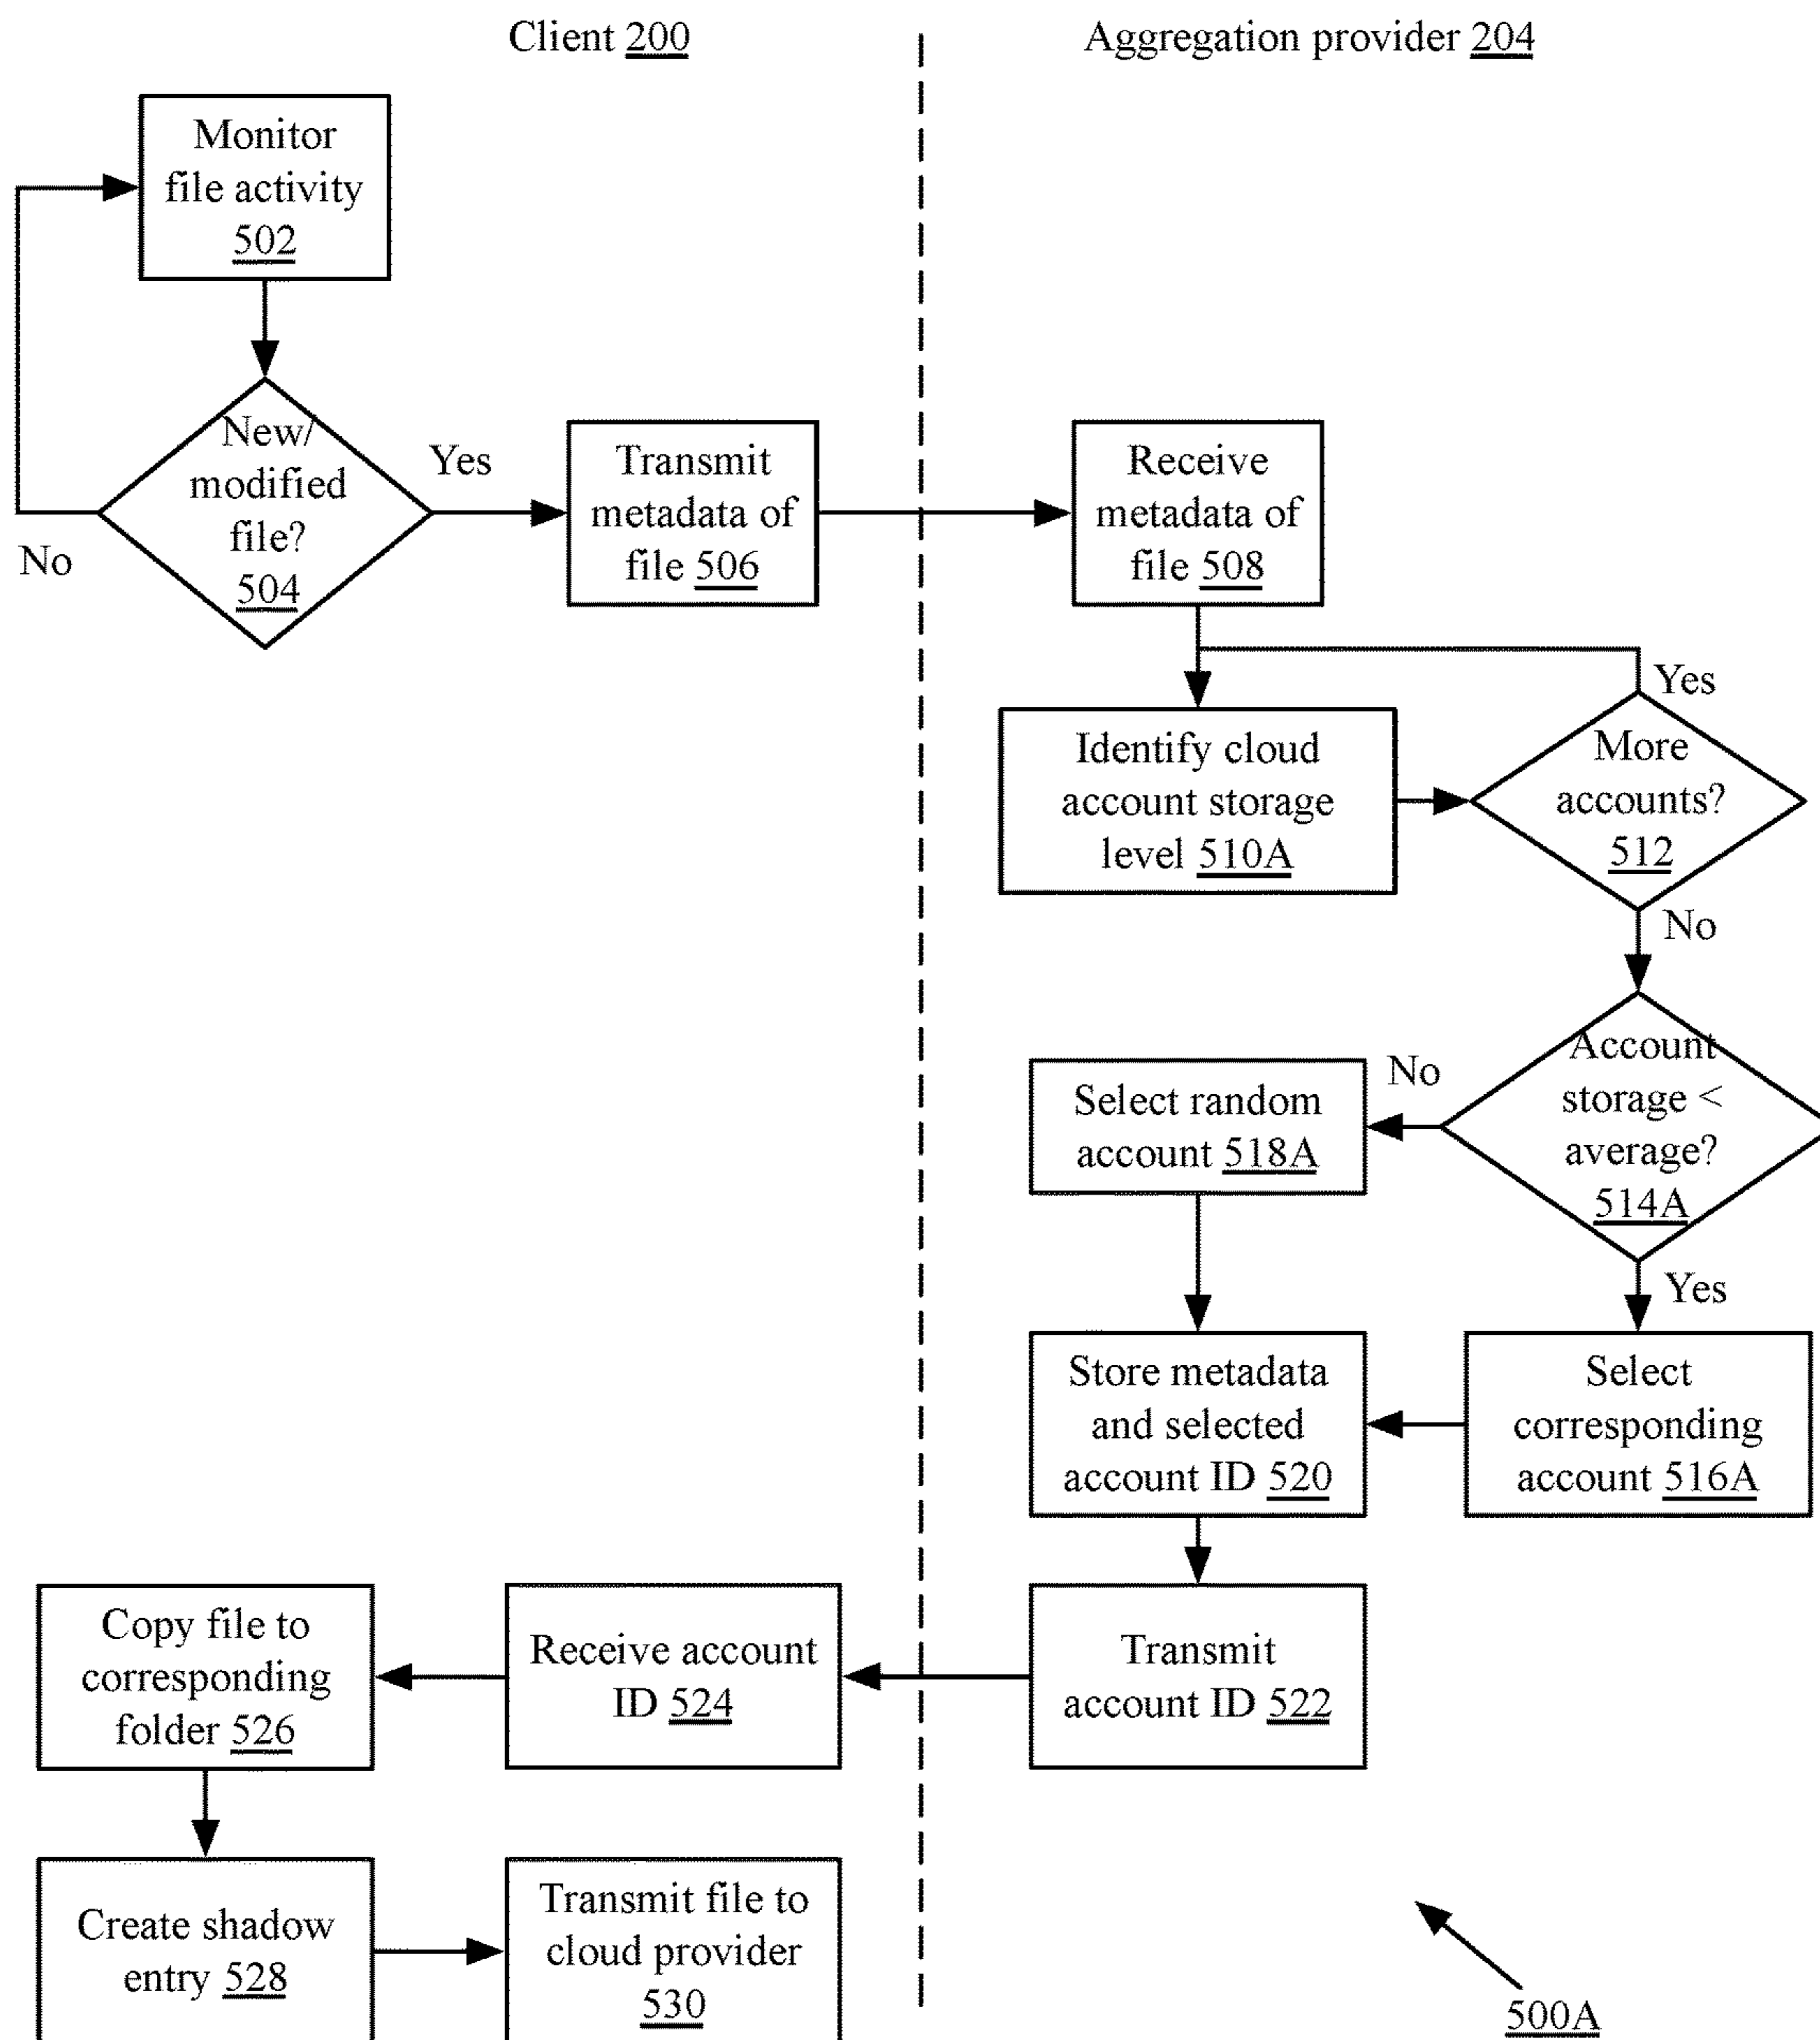 Client 200
Aggregation provider 204
Monitor
file activity
502
New/
modified
file?
504
Yes
No
Transmit
metadata of
file 506
Receive
metadata of
file 508
Identify cloud
account storage
level 510A
Yes
More
accounts?
512
No
Account
storage <
average?
514A
No
Yes
Select random
account 518A
Select
corresponding
account 516A
Store metadata
and selected
account ID 520
Transmit
account ID 522
Receive account
ID 524
Copy file to
corresponding
folder 526
Create shadow
entry 528
Transmit file to
cloud provider
530
500A